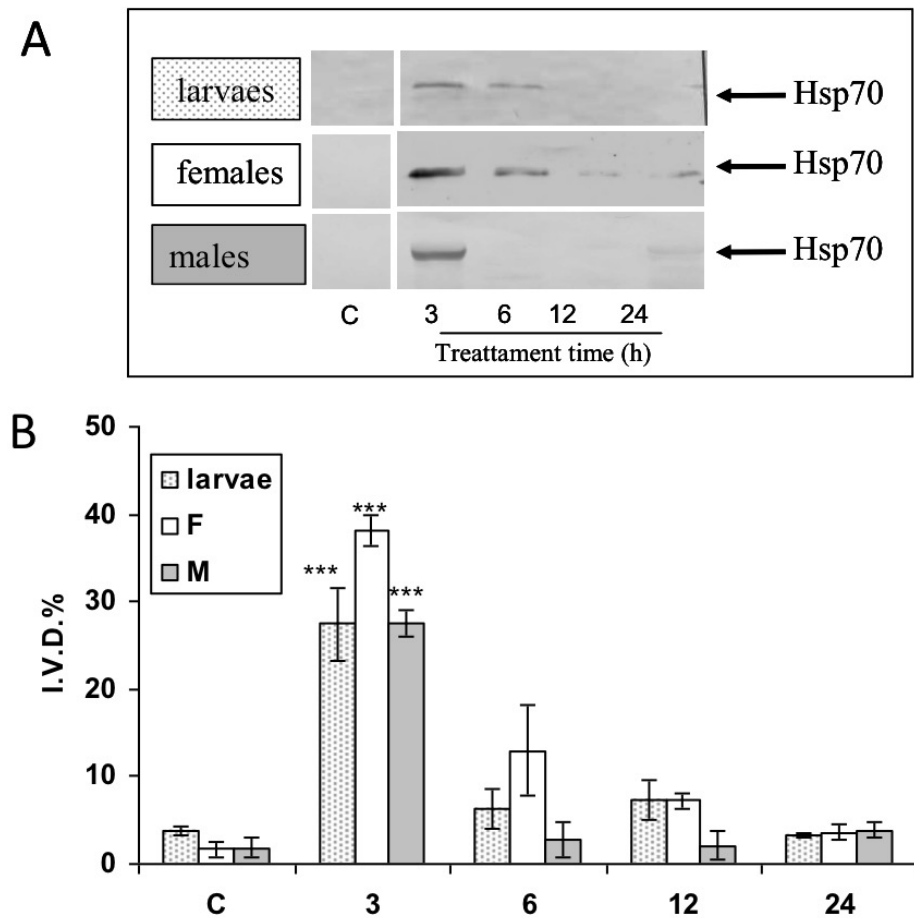 A
larvaes
Hsp70
females
Hsp70
males
Hsp70
C 3 6 12 24
Treattament time (h)
B
50
40
30
20
10
0
I.V.D.%
larvae
F
M
***
***
***
C 3 6 12 24